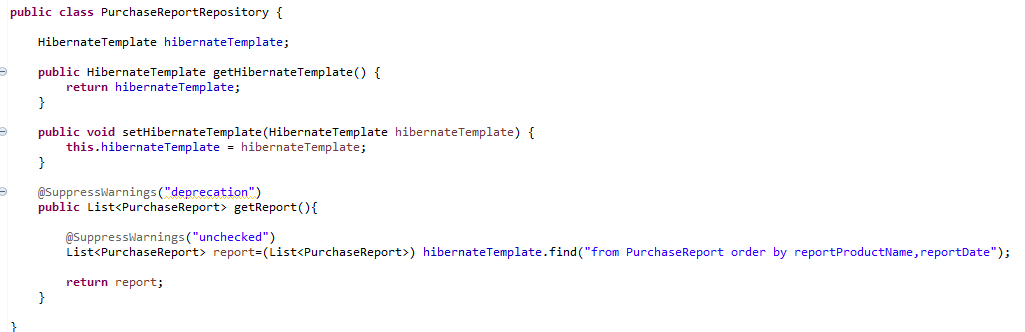 public class PurchaseReportRepository {
HibernateTemplate hibernateTemplate;
public HibernateTemplate getHibernateTemplate() {
return hibernateTemplate;
}
public void setHibernateTemplate(HibernateTemplate hibernateTemplate) {
this.hibernateTemplate = hibernateTemplate;
}
@SuppressWarnings("deprecation")
public List<PurchaseReport> getReport(){
@SuppressWarnings("unchecked")
List<PurchaseReport> report=(List<PurchaseReport>) hibernateTemplate.find("from PurchaseReport order by reportProductName,reportDate");
return report;
}
}